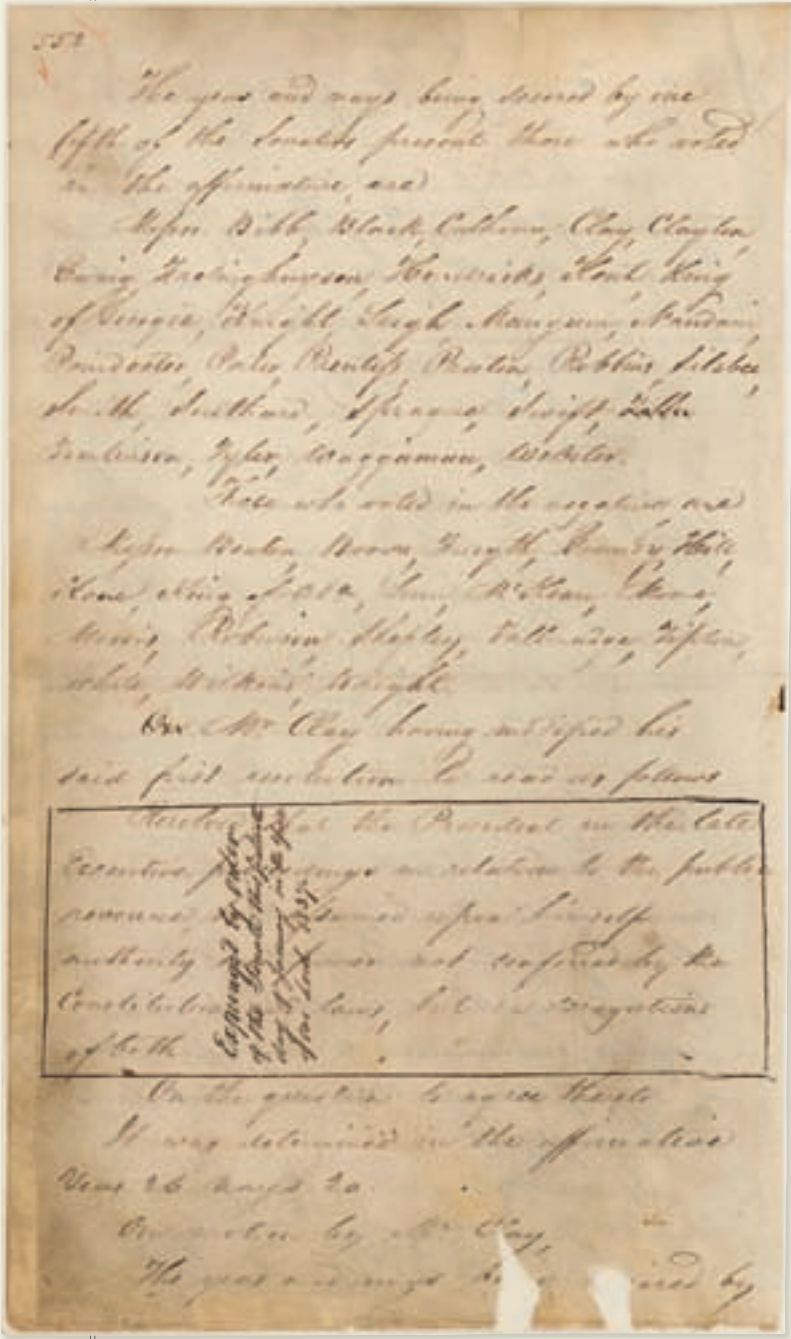 552
The yeas and nays being desired by one
fifth of the Senators present those who voted
in the affirmative, are
Messrs Bibb, Black, Calhoun, Clay, Clayton,
Ewing, Frelinghuysen, Hendricks, Kent, King
of Georgia, Knight, Leigh, Mangum, Naudain,
Poindexter, Porter, Prentiss, Preston, Robbins, Silsbee,
Smith, Southard, Sprague, Swift,
Tomlinson, Tyler, Waggaman, Webster.
Those who voted in the negative are
Messrs Benton, Brown, Forsyth, Grundy, Hill,
Kane, King of Ala, Linn, McKean, Moore,
Morris, Robinson, Shepley, Tallmadge, Tipton,
White, Wilkins, Wright.
On Mr Clay having modified his
said first resolution to read as follows
Resolved that the President in the late
Executive proceedings in relation to the public
revenue, assumed upon himself
authority not conferred by the
Constitution laws, but in derogation
of both
Expunged by order
of the Senate this
day of January in the year
of our Lord 1837.
On the question to agree thereto
It was determined in the affirmative
Yeas 26 Nays 20
On motion by Mr Clay,
The yeas and nays being desired by